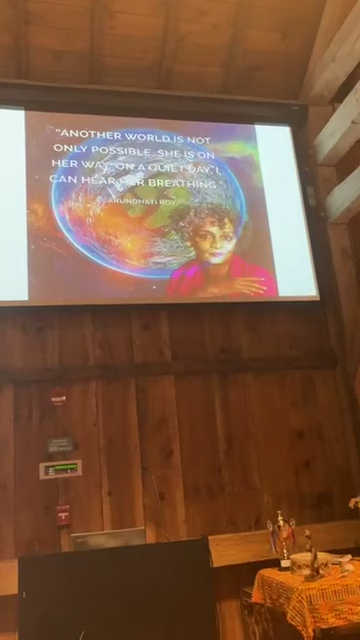 "ANOTHER WORLD IS NOT
ONLY POSSIBLE, SHE IS ON
HER WAY. ON A QUIET DAY, I
CAN HEAR HER BREATHING"
ARUNDHATI ROY